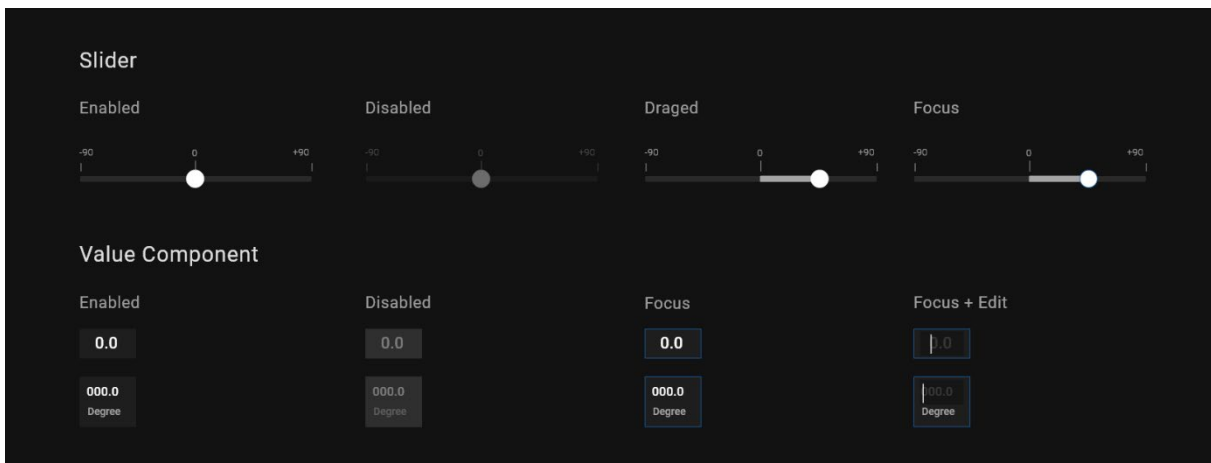 Slider
Enabled Disabled Draged Focus
-90 0 +90 -90 0 +90 -90 0 +90 -90 0 +90
Value Component
Enabled Disabled Focus Focus + Edit
0.0 0.0 0.0 0.0
000.0 000.0 000.0 000.0
Degree Degree Degree Degree